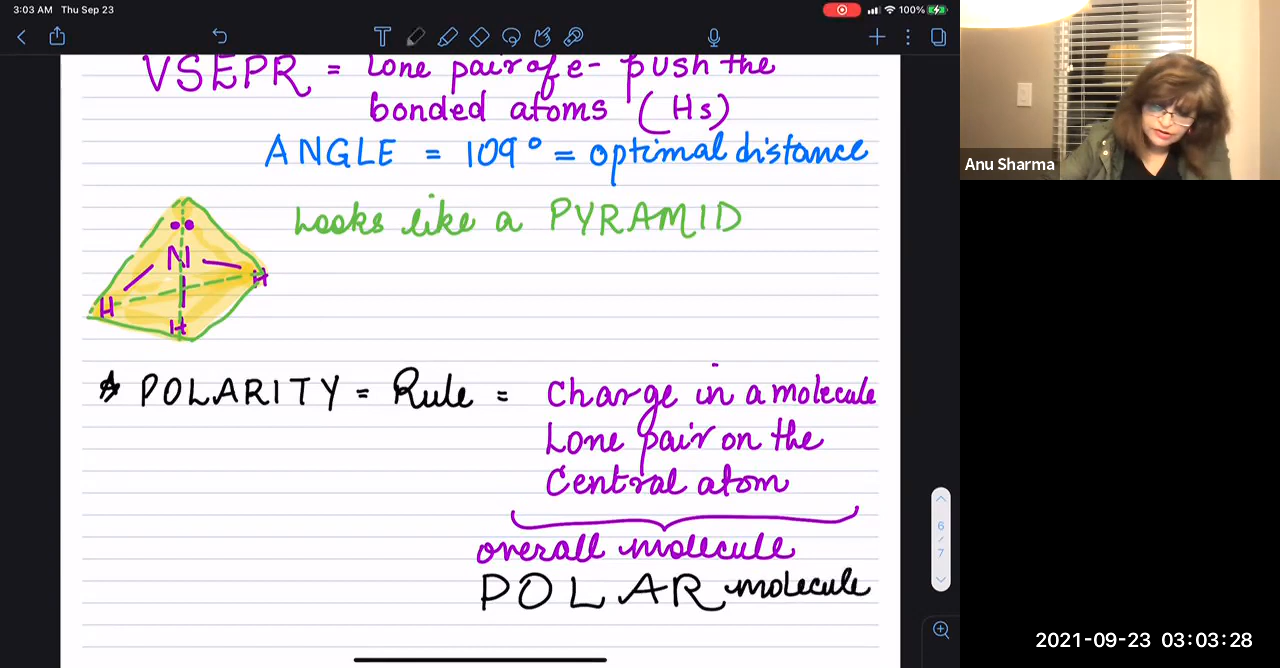 3:03 AM Thu Sep 23
100%
VSEPR = Lone pair of e- push the
bonded atoms (Hs)
ANGLE = 109° = optimal distance
Looks like a PYRAMID
N
H
H
H
POLARITY = Rule = Charge in a molecule
Lone pair on the
Central atom
overall molecule
POLAR molecule
Anu Sharma
6
/
7
2021-09-23 03:03:28